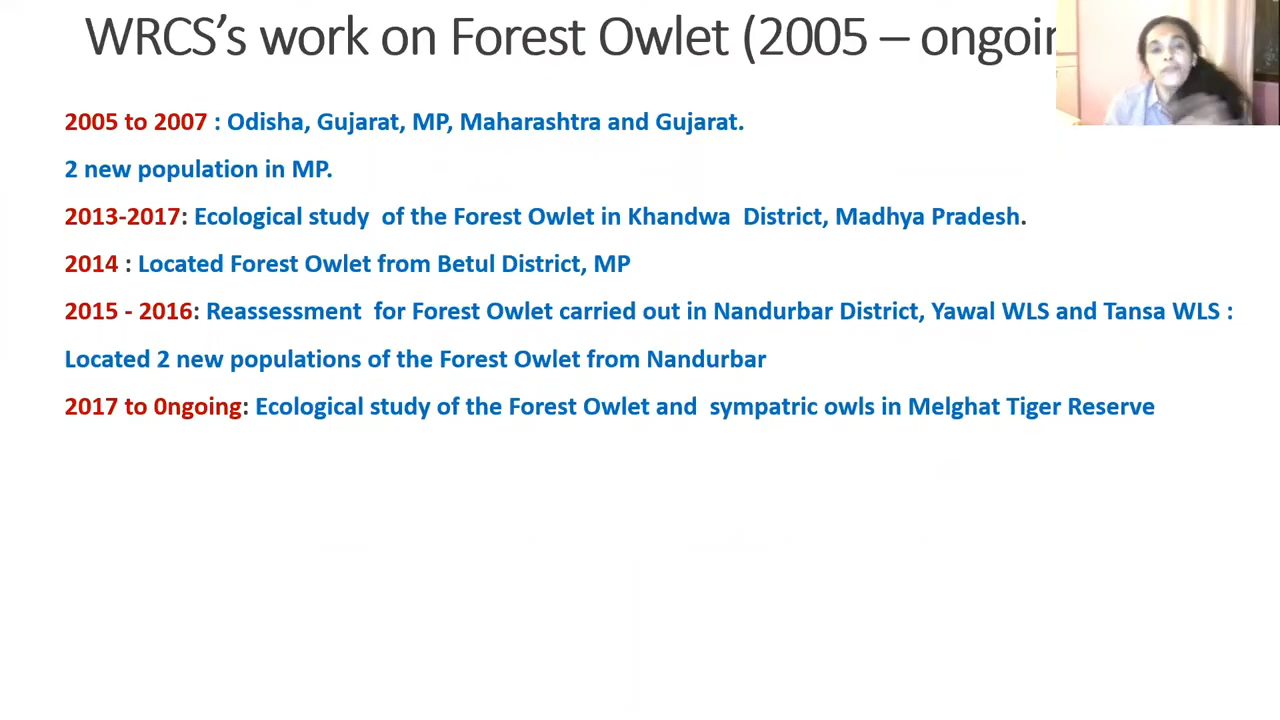 WRCS’s work on Forest Owlet (2005 – ongoin
2005 to 2007 : Odisha, Gujarat, MP, Maharashtra and Gujarat.
2 new population in MP.
2013-2017: Ecological study of the Forest Owlet in Khandwa District, Madhya Pradesh.
2014 : Located Forest Owlet from Betul District, MP
2015 - 2016: Reassessment for Forest Owlet carried out in Nandurbar District, Yawal WLS and Tansa WLS :
Located 2 new populations of the Forest Owlet from Nandurbar
2017 to 0ngoing: Ecological study of the Forest Owlet and sympatric owls in Melghat Tiger Reserve